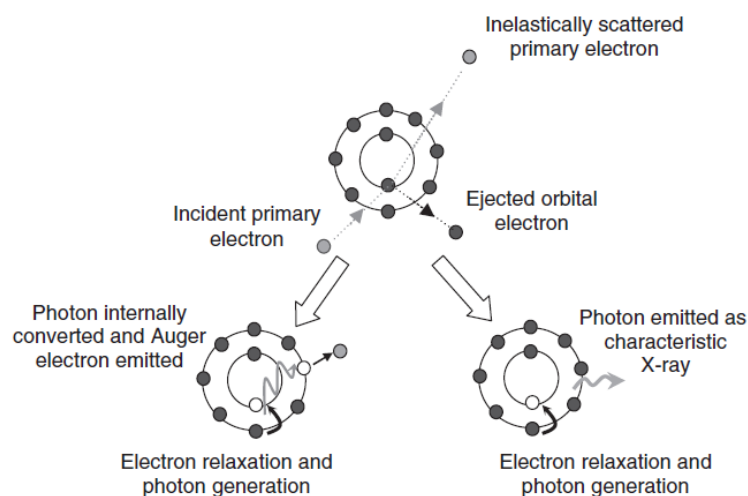 Inelastically scattered
primary electron
Incident primary
electron
Ejected orbital
electron
Photon internally
converted and Auger
electron emitted
Photon emitted as
characteristic
X-ray
Electron relaxation and
photon generation
Electron relaxation and
photon generation